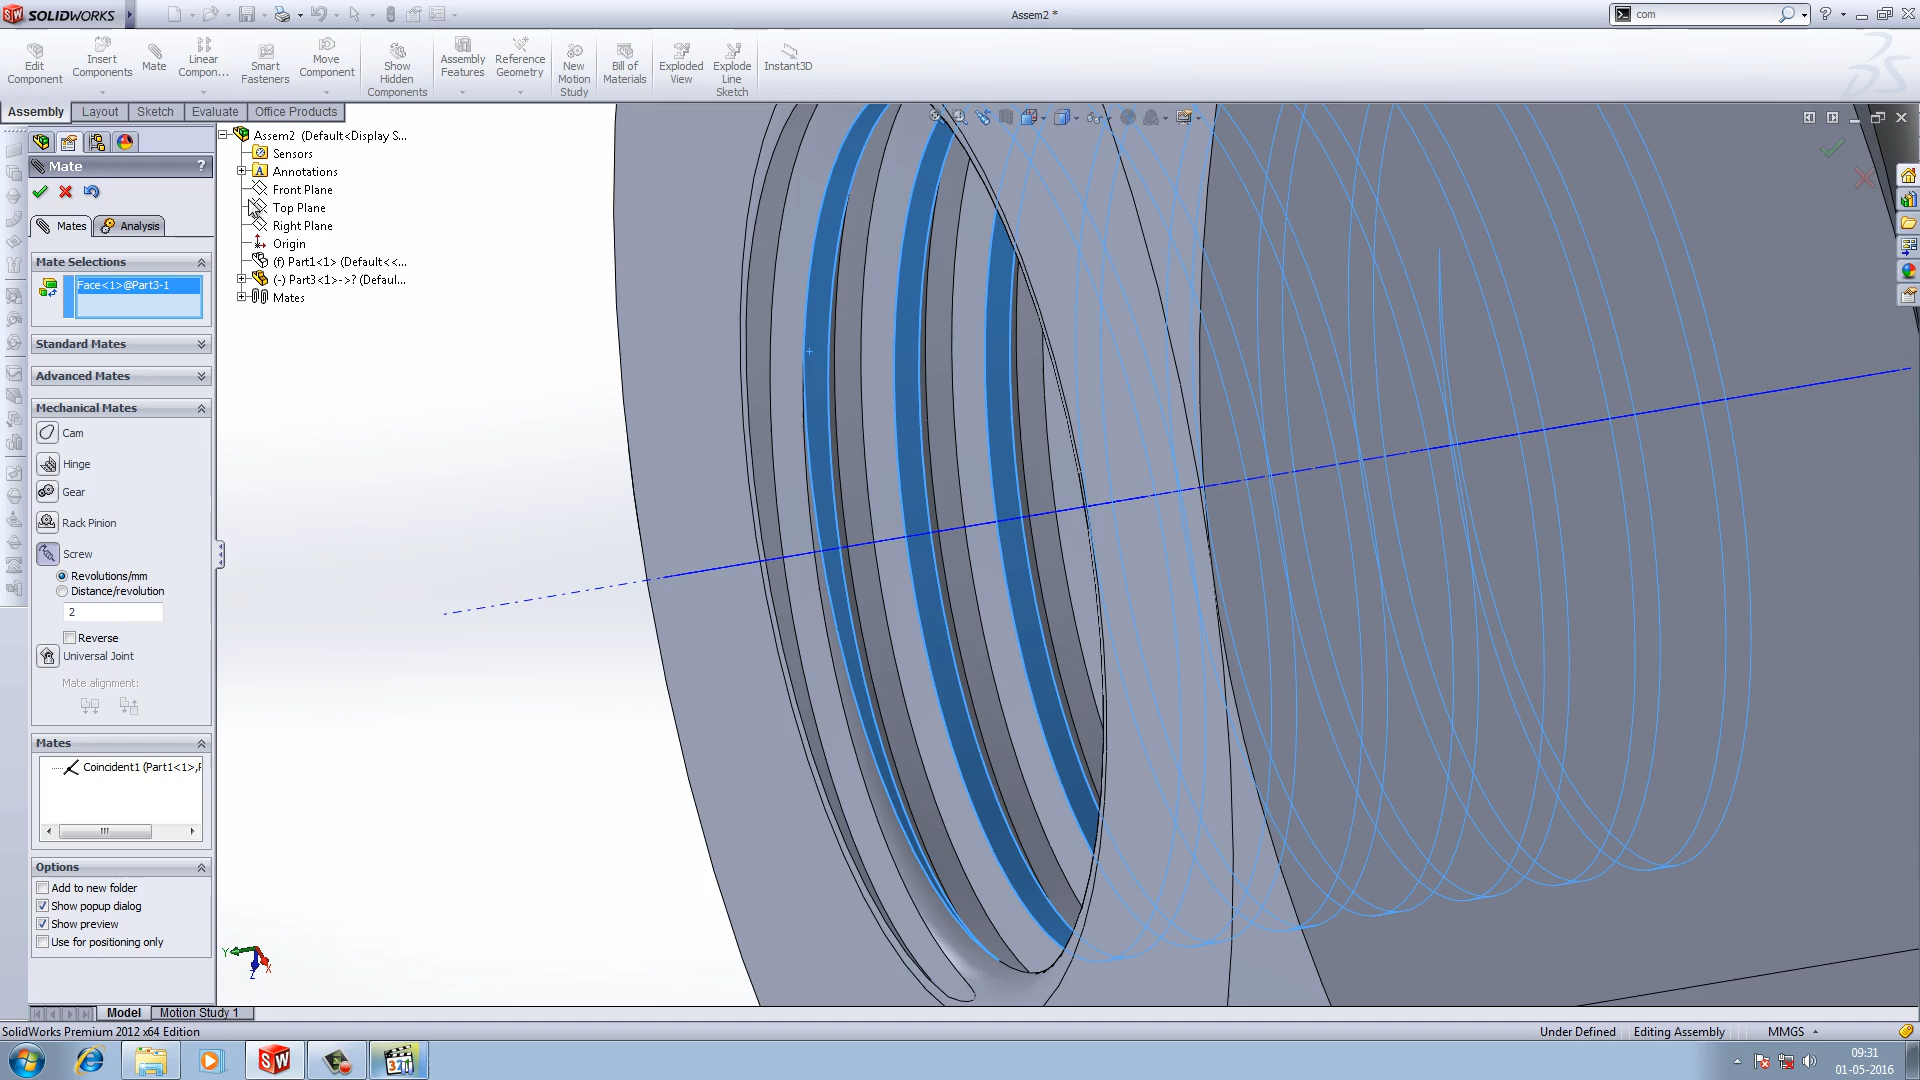 SOLIDWORKS
Assem2 *
com
Edit Component
Insert Components
Mate
Linear Compon...
Smart Fasteners
Move Component
Show Hidden Components
Assembly Features
Reference Geometry
New Motion Study
Bill of Materials
Exploded View
Explode Line Sketch
Instant3D
Assembly
Layout
Sketch
Evaluate
Office Products
Mate
?
Mates
Analysis
Mate Selections
Face<1>@Part3-1
Standard Mates
Advanced Mates
Mechanical Mates
Cam
Hinge
Gear
Rack Pinion
Screw
Revolutions/mm
Distance/revolution
2
Reverse
Universal Joint
Mate alignment:
Mates
Coincident1 (Part1<1>,F
Options
Add to new folder
Show popup dialog
Show preview
Use for positioning only
Assem2 (Default<Display S...
Sensors
Annotations
Front Plane
Top Plane
Right Plane
Origin
(f) Part1<1> (Default<<...
(-) Part3<1>->? (Defaul...
Mates
Y
X
Z
Model
Motion Study 1
SolidWorks Premium 2012 x64 Edition
Under Defined
Editing Assembly
MMGS
09:31
01-05-2016